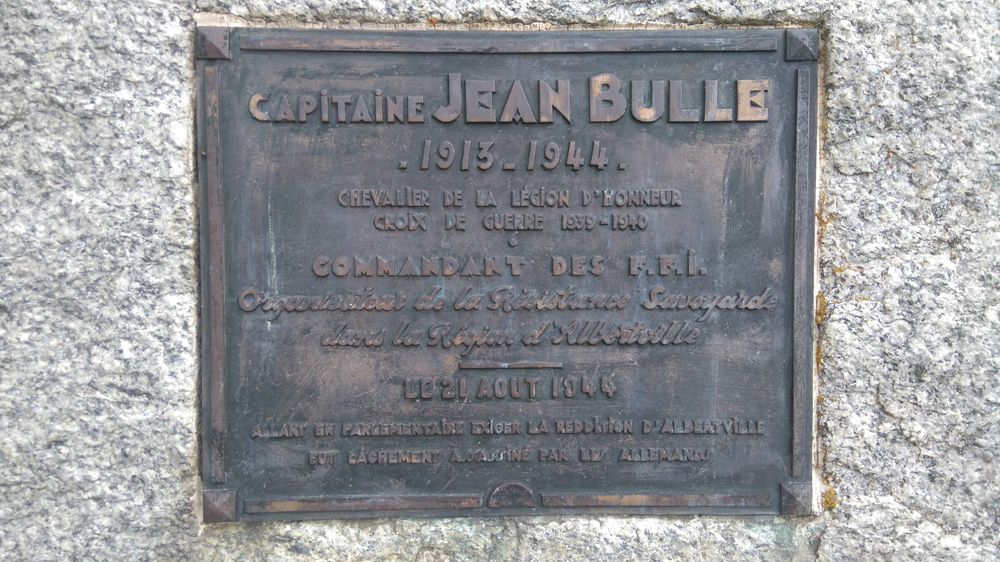 CAPiTAiNE JEAN BULLE
. 1913 _ 1944 .
CHEVALIER DE LA LÉGION D'HONNEUR
CROIX DE GUERRE 1939-1940
COMMANDANT DES F.F.i.
Organisateur de la Résistance Savoyarde
dans la Région d'Albertville
LE 21 AOUT 1944
ALLANT EN PARLEMENTAIRE EXIGER LA REDDITION D'ALBERTVILLE
FUT LÂCHEMENT ASSASSINÉ PAR LES ALLEMANDS